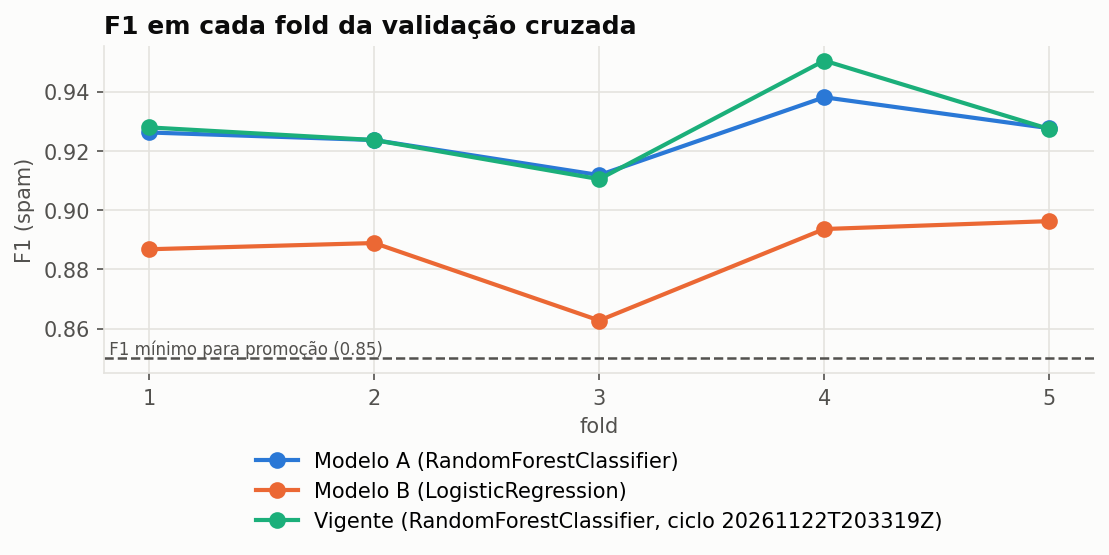 F1 em cada fold da validação cruzada
F1 (spam)
0.94
0.92
0.90
0.88
0.86
F1 mínimo para promoção (0.85)
1 2 3 4 5
fold
Modelo A (RandomForestClassifier)
Modelo B (LogisticRegression)
Vigente (RandomForestClassifier, ciclo 20261122T203319Z)